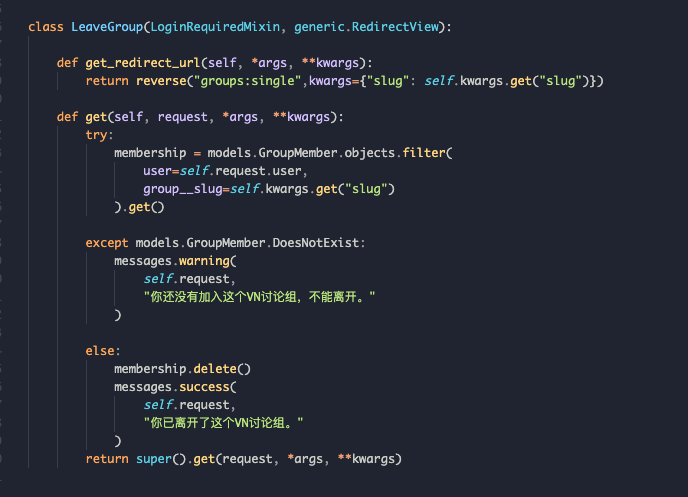 class LeaveGroup(LoginRequiredMixin, generic.RedirectView):
def get_redirect_url(self, *args, **kwargs):
return reverse("groups:single",kwargs={"slug": self.kwargs.get("slug")})
def get(self, request, *args, **kwargs):
try:
membership = models.GroupMember.objects.filter(
user=self.request.user,
group__slug=self.kwargs.get("slug")
).get()
except models.GroupMember.DoesNotExist:
messages.warning(
self.request,
"你还没有加入这个VN讨论组，不能离开。"
)
else:
membership.delete()
messages.success(
self.request,
"你已离开了这个VN讨论组。"
)
return super().get(request, *args, **kwargs)